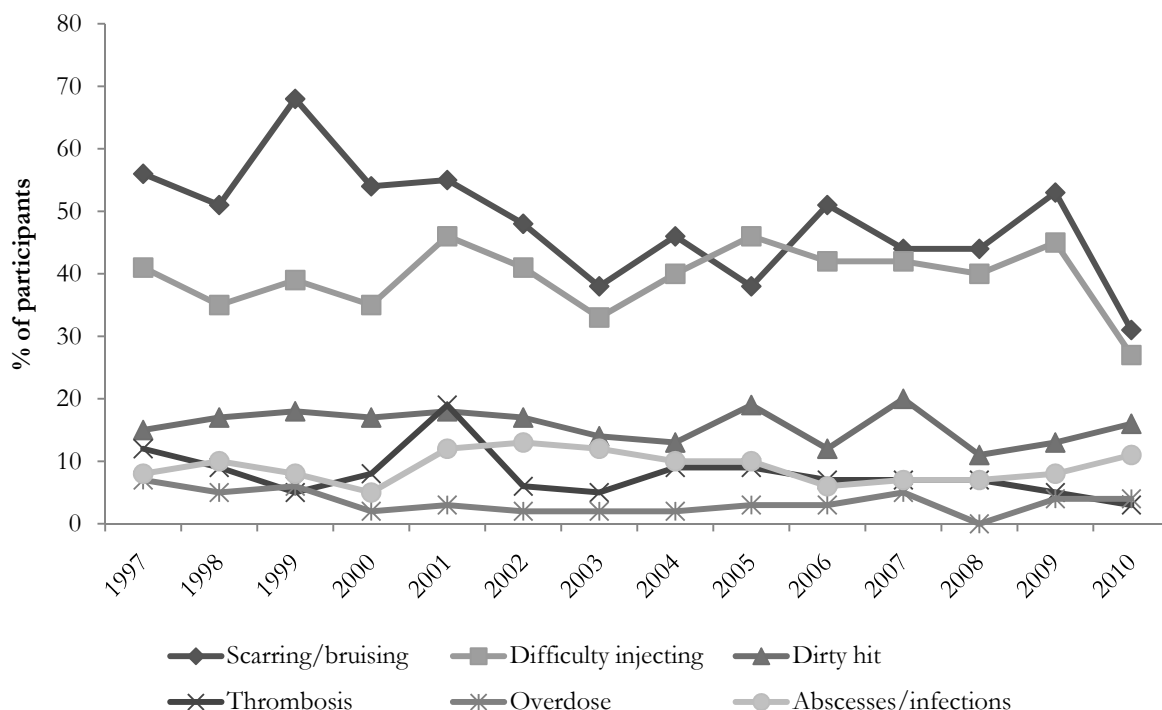 80
70
60
50
40
30
20
10
0
% of participants
1997 1998 1999 2000 2001 2002 2003 2004 2005 2006 2007 2008 2009 2010
Scarring/bruising Difficulty injecting Dirty hit
Thrombosis Overdose Abscesses/infections